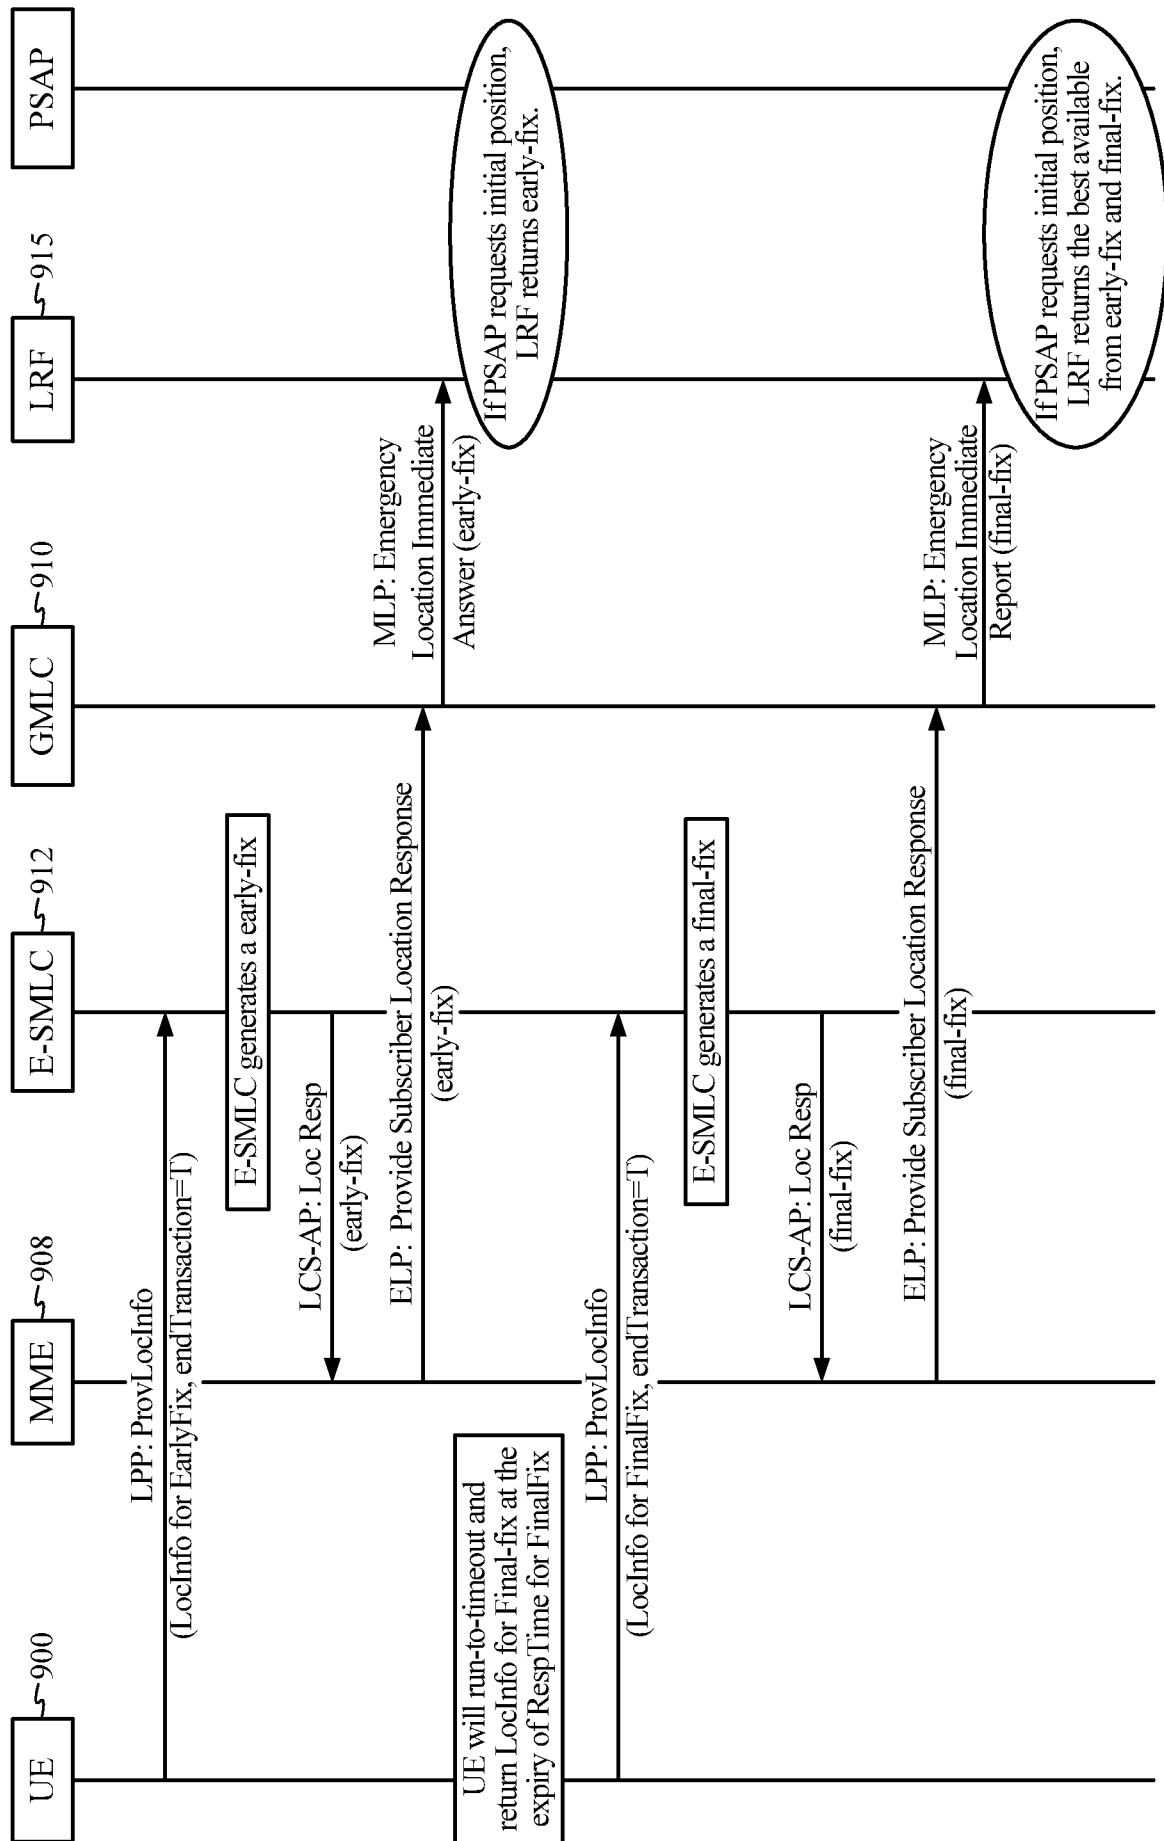 UE
900
MME
908
E-SMLC
912
GMLC
910
LRF
915
PSAP
LPP: ProvLocInfo
(LocInfo for EarlyFix, endTransaction=T)
E-SMLC generates a early-fix
LCS-AP: Loc Resp
(early-fix)
ELP: Provide Subscriber Location Response
(early-fix)
MLP: Emergency
Location Immediate
Answer (early-fix)
If PSAP requests initial position,
LRF returns early-fix.
UE will run-to-timeout and
return LocInfo for Final-fix at the
expiry of RespTime for FinalFix
LPP: ProvLocInfo
(LocInfo for FinalFix, endTransaction=T)
E-SMLC generates a final-fix
LCS-AP: Loc Resp
(final-fix)
ELP: Provide Subscriber Location Response
(final-fix)
MLP: Emergency
Location Immediate
Report (final-fix)
If PSAP requests initial position,
LRF returns the best available
from early-fix and final-fix.